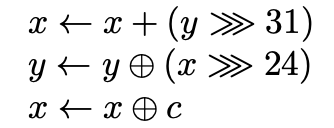 x ← x + (y ⋙ 31)
y ← y ⊕ (x ⋙ 24)
x ← x ⊕ c